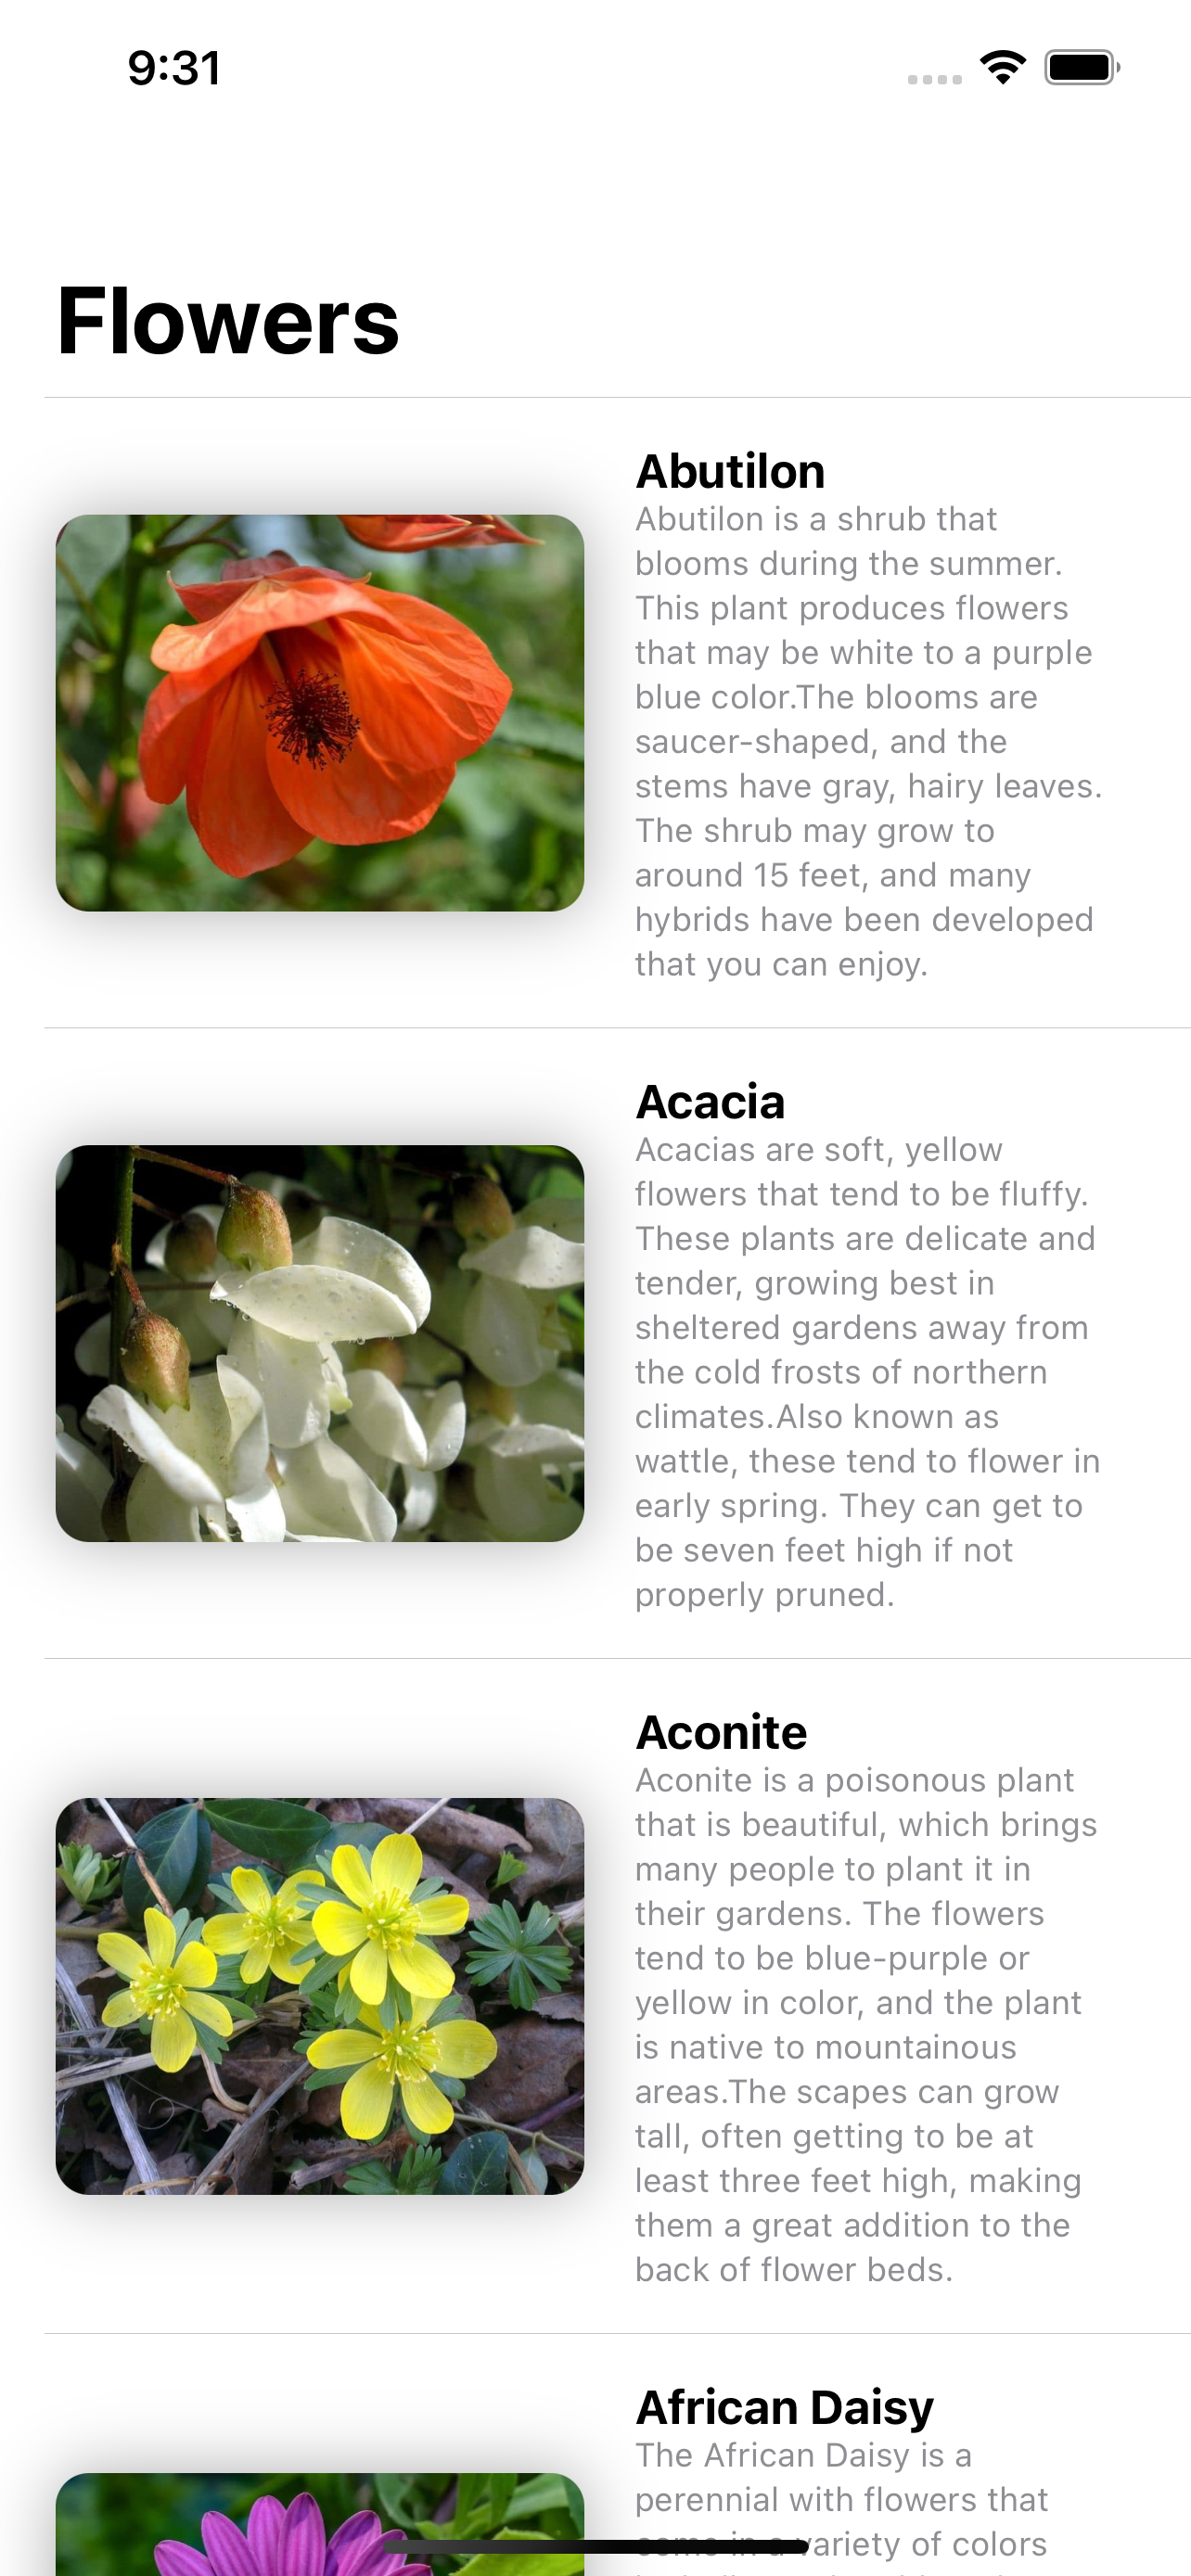 9:31
Flowers
Abutilon
Abutilon is a shrub that
blooms during the summer.
This plant produces flowers
that may be white to a purple
blue color.The blooms are
saucer-shaped, and the
stems have gray, hairy leaves.
The shrub may grow to
around 15 feet, and many
hybrids have been developed
that you can enjoy.
Acacia
Acacias are soft, yellow
flowers that tend to be fluffy.
These plants are delicate and
tender, growing best in
sheltered gardens away from
the cold frosts of northern
climates.Also known as
wattle, these tend to flower in
early spring. They can get to
be seven feet high if not
properly pruned.
Aconite
Aconite is a poisonous plant
that is beautiful, which brings
many people to plant it in
their gardens. The flowers
tend to be blue-purple or
yellow in color, and the plant
is native to mountainous
areas.The scapes can grow
tall, often getting to be at
least three feet high, making
them a great addition to the
back of flower beds.
African Daisy
The African Daisy is a
perennial with flowers that
come in a variety of colors